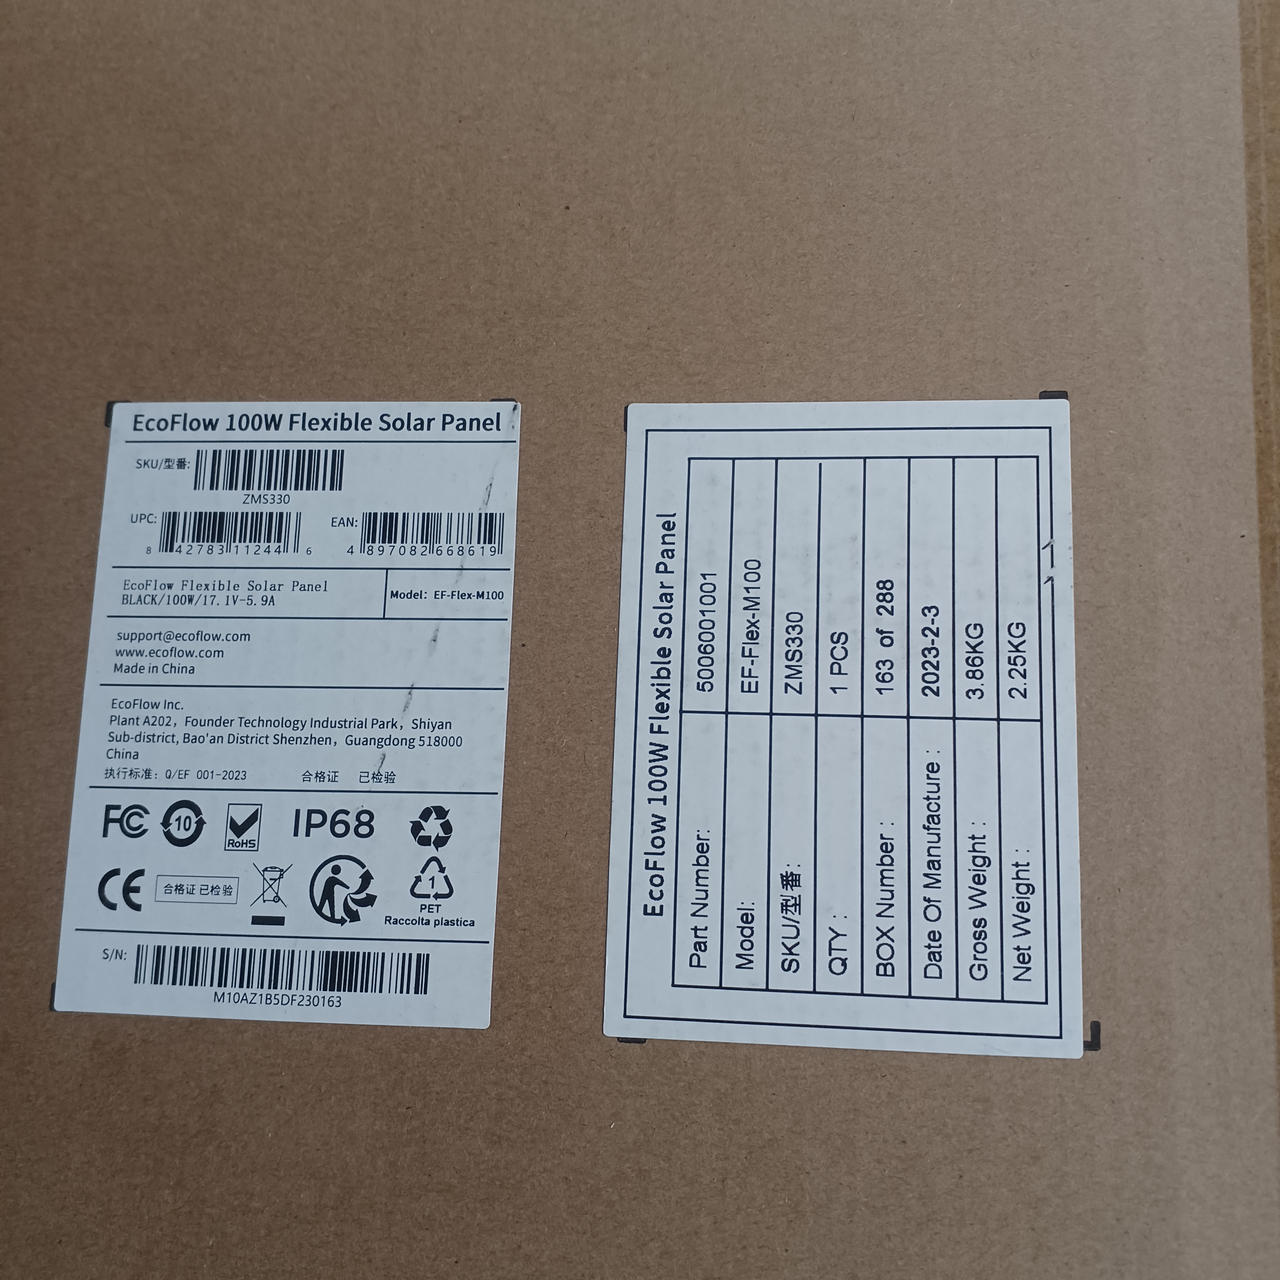 EcoFlow 100W Flexible Solar Panel
SKU/型番:
ZMS330
UPC:
8 42783 11244 6
EAN:
4 897082 668619
EcoFlow Flexible Solar Panel
BLACK/100W/17.1V-5.9A
Model: EF-Flex-M100
support@ecoflow.com
www.ecoflow.com
Made in China
EcoFlow Inc.
Plant A202, Founder Technology Industrial Park, Shiyan
Sub-district, Bao'an District Shenzhen, Guangdong 518000
China
执行标准: Q/EF 001-2023 合格证 已检验
FC 10 RoHS IP68
CE 合格证 已检验 1
PET
Raccolta plastica
S/N:
M10AZ1B5DF230163
EcoFlow 100W Flexible Solar Panel
Part Number: 5006001001
Model: EF-Flex-M100
SKU/型番: ZMS330
QTY: 1 PCS
BOX Number: 163 of 288
Date Of Manufacture: 2023-2-3
Gross Weight: 3.86KG
Net Weight: 2.25KG